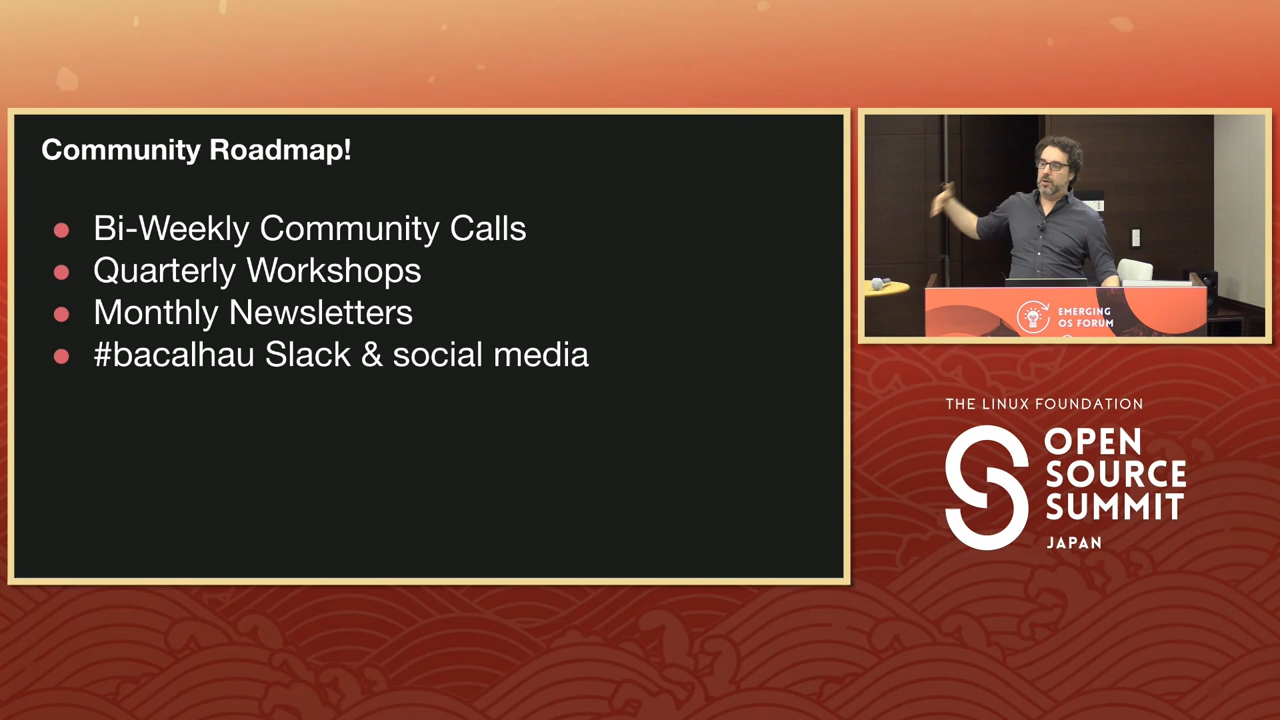 Community Roadmap!
Bi-Weekly Community Calls
Quarterly Workshops
Monthly Newsletters
#bacalhau Slack & social media
EMERGING
OS FORUM
THE LINUX FOUNDATION
OPEN
SOURCE
SUMMIT
JAPAN